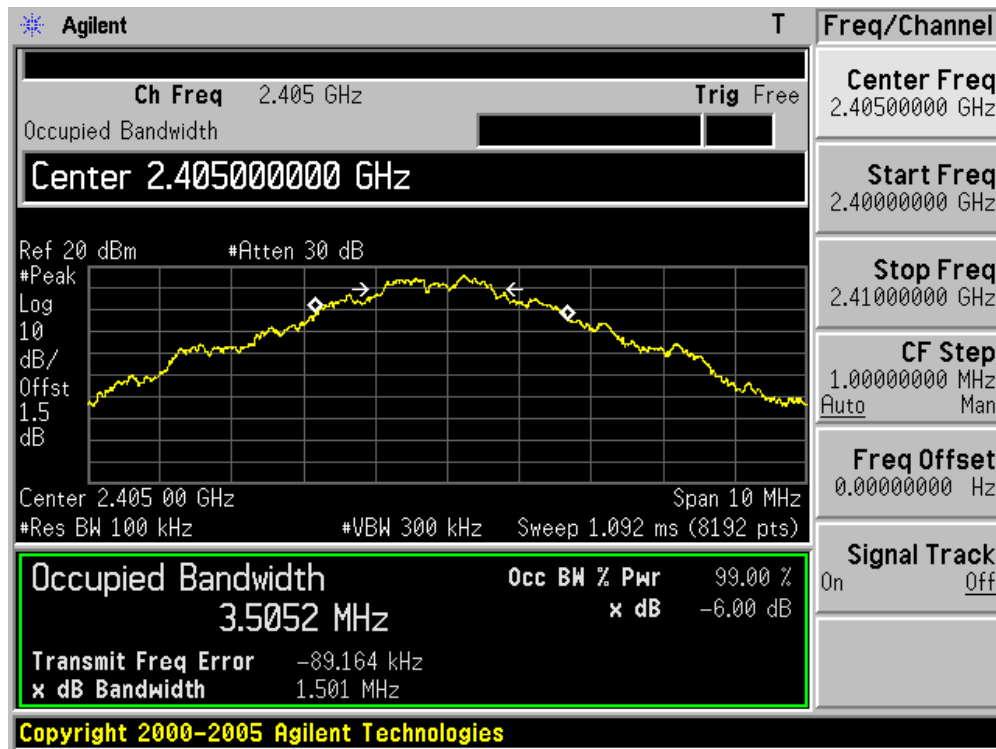 Agilent T
Ch Freq 2.405 GHz Trig Free
Occupied Bandwidth
Center 2.405000000 GHz
Ref 20 dBm #Atten 30 dB
#Peak
Log
10
dB/
Offst
1.5
dB
Center 2.405 00 GHz Span 10 MHz
#Res BW 100 kHz #VBW 300 kHz Sweep 1.092 ms (8192 pts)
Occupied Bandwidth
3.5052 MHz
Occ BW % Pwr 99.00 %
x dB -6.00 dB
Transmit Freq Error -89.164 kHz
x dB Bandwidth 1.501 MHz
Copyright 2000-2005 Agilent Technologies
Freq/Channel
Center Freq
2.40500000 GHz
Start Freq
2.40000000 GHz
Stop Freq
2.41000000 GHz
CF Step
1.00000000 MHz
Auto Man
Freq Offset
0.00000000 Hz
Signal Track
On Off